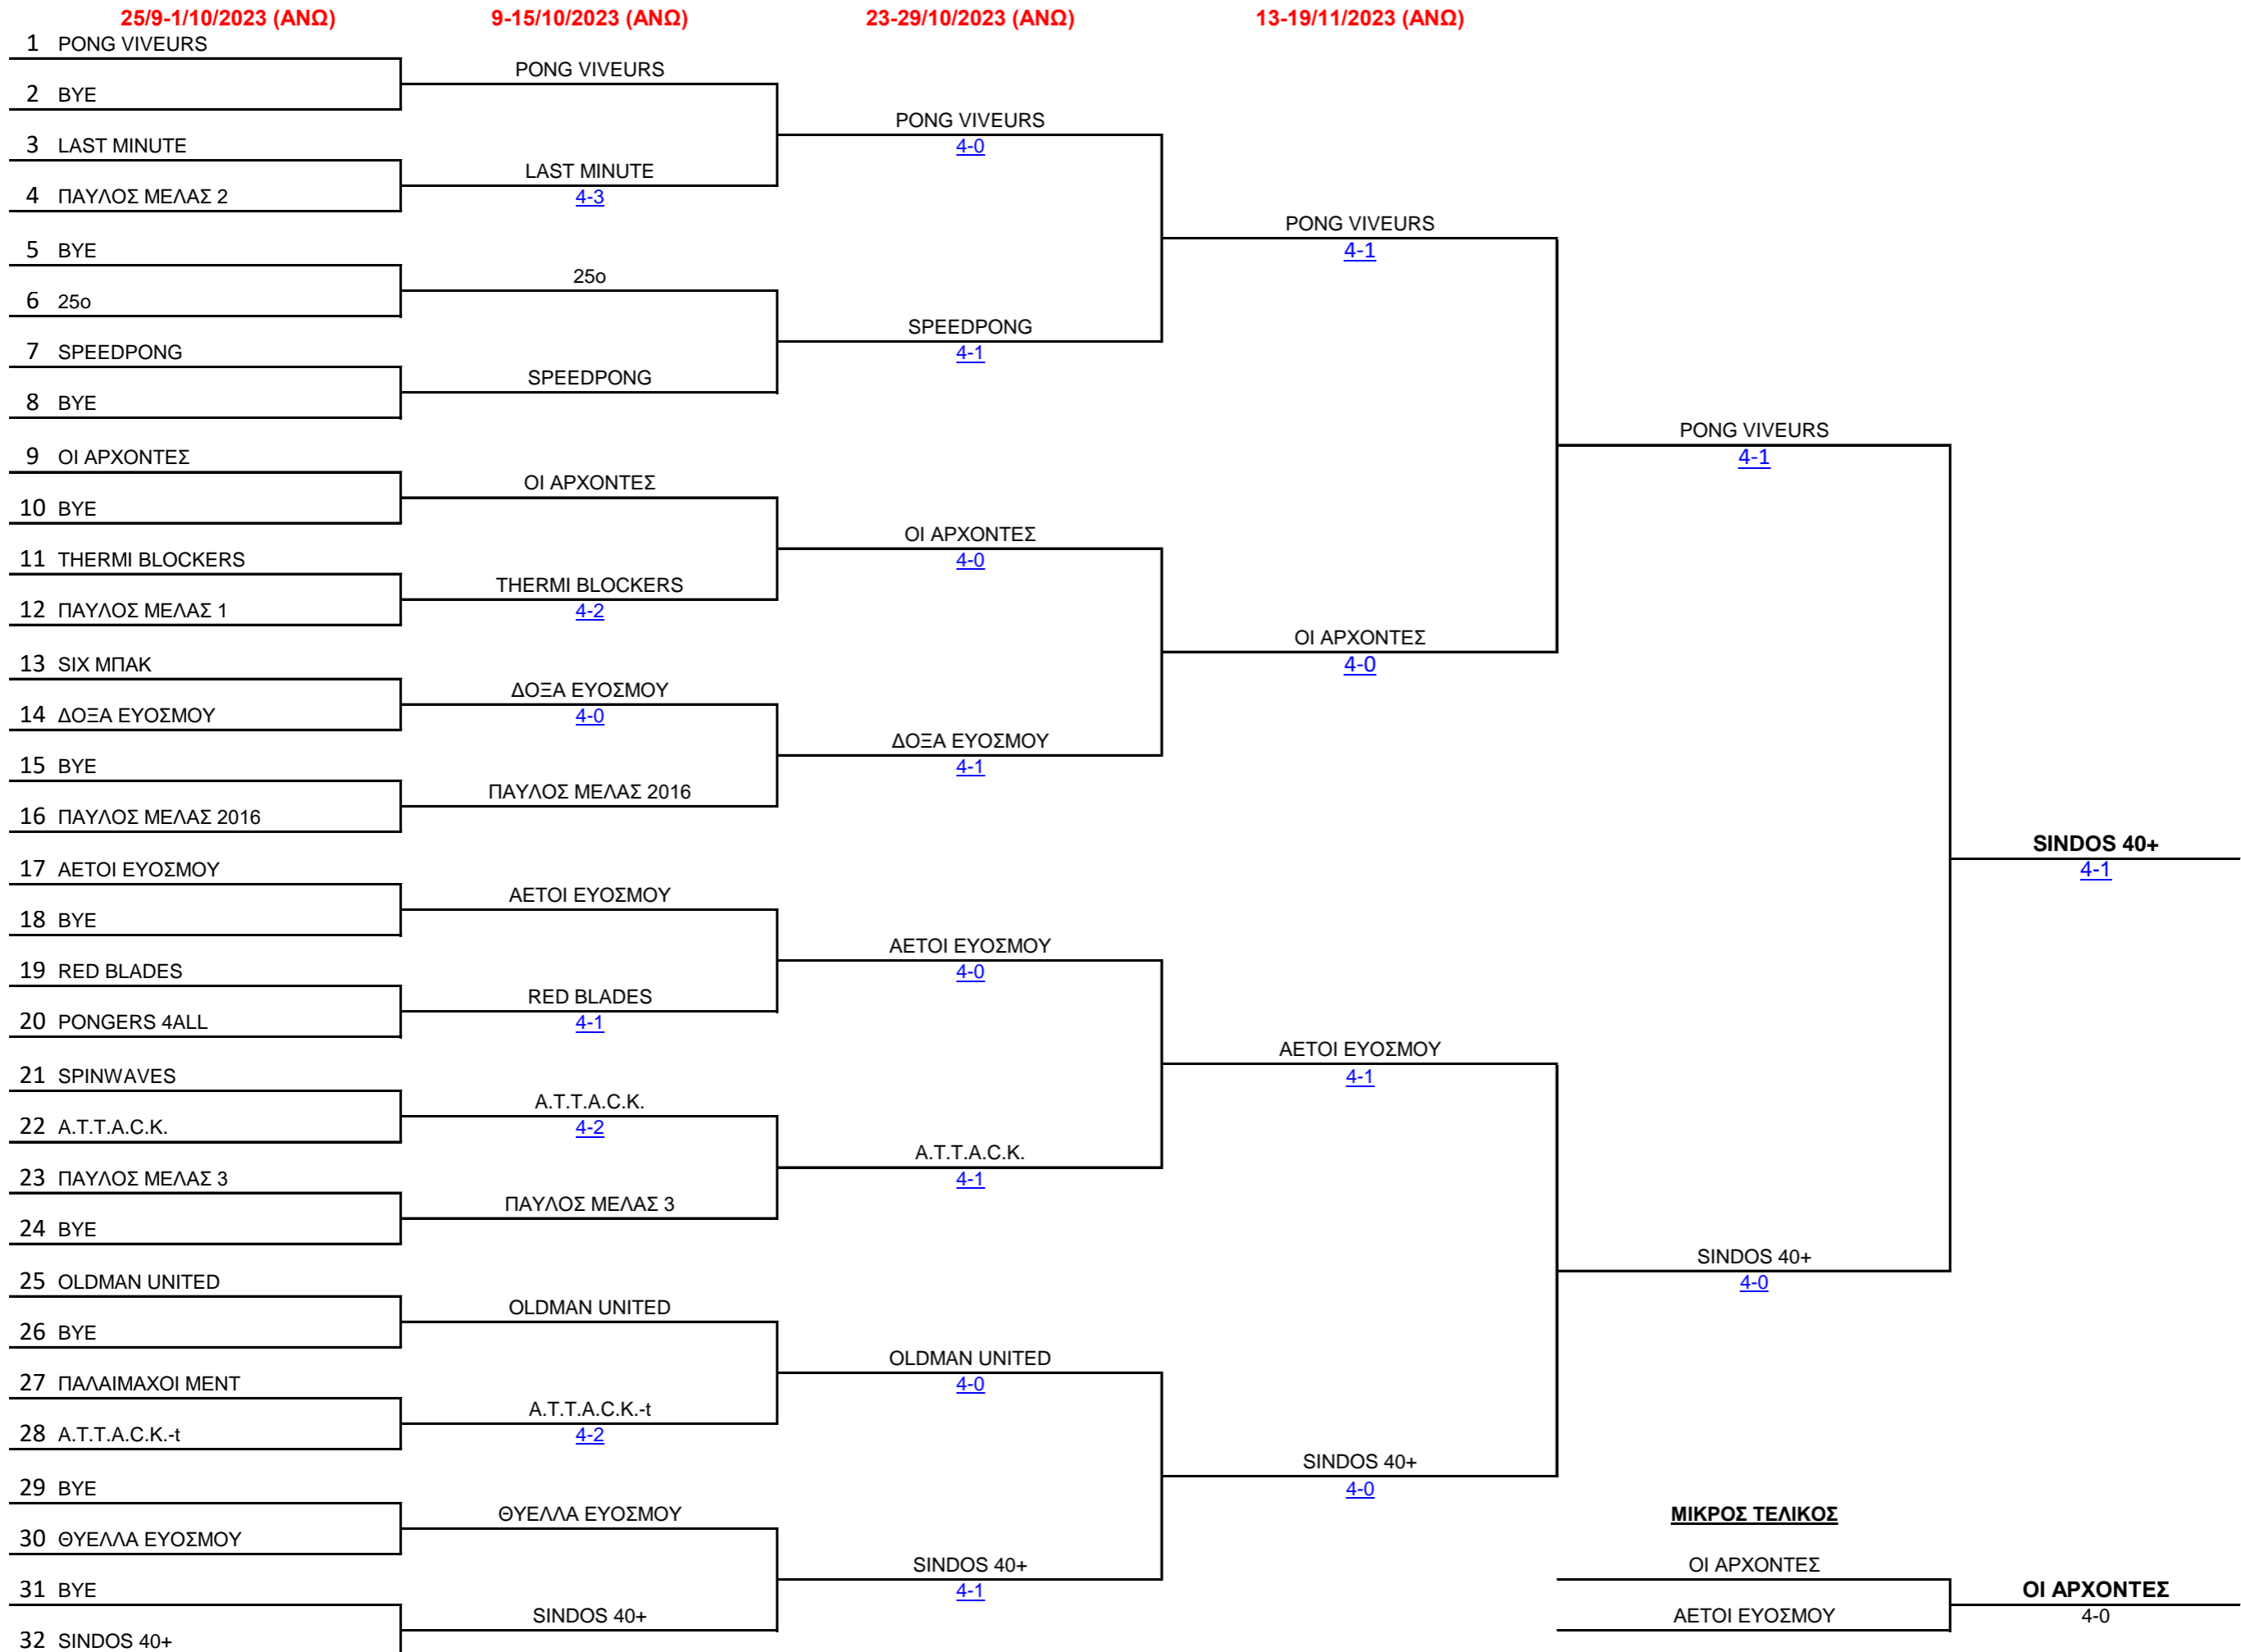 25/9-1/10/2023 (ΑΝΩ)
9-15/10/2023 (ΑΝΩ)
23-29/10/2023 (ΑΝΩ)
13-19/11/2023 (ΑΝΩ)
1 PONG VIVEURS
2 BYE
3 LAST MINUTE
4 ΠΑΥΛΟΣ ΜΕΛΑΣ 2
5 BYE
6 25ο
7 SPEEDPONG
8 BYE
9 ΟΙ ΑΡΧΟΝΤΕΣ
10 BYE
11 THERMI BLOCKERS
12 ΠΑΥΛΟΣ ΜΕΛΑΣ 1
13 SIX ΜΠΑΚ
14 ΔΟΞΑ ΕΥΟΣΜΟΥ
15 BYE
16 ΠΑΥΛΟΣ ΜΕΛΑΣ 2016
17 ΑΕΤΟΙ ΕΥΟΣΜΟΥ
18 BYE
19 RED BLADES
20 PONGERS 4ALL
21 SPINWAVES
22 A.T.T.A.C.K.
23 ΠΑΥΛΟΣ ΜΕΛΑΣ 3
24 BYE
25 OLDMAN UNITED
26 BYE
27 ΠΑΛΑΙΜΑΧΟΙ ΜΕΝΤ
28 A.T.T.A.C.K.-t
29 BYE
30 ΘΥΕΛΛΑ ΕΥΟΣΜΟΥ
31 BYE
32 SINDOS 40+
PONG VIVEURS
LAST MINUTE
4-3
25ο
SPEEDPONG
ΟΙ ΑΡΧΟΝΤΕΣ
THERMI BLOCKERS
4-2
ΔΟΞΑ ΕΥΟΣΜΟΥ
4-0
ΠΑΥΛΟΣ ΜΕΛΑΣ 2016
ΑΕΤΟΙ ΕΥΟΣΜΟΥ
RED BLADES
4-1
A.T.T.A.C.K.
4-2
ΠΑΥΛΟΣ ΜΕΛΑΣ 3
OLDMAN UNITED
A.T.T.A.C.K.-t
4-2
ΘΥΕΛΛΑ ΕΥΟΣΜΟΥ
SINDOS 40+
PONG VIVEURS
4-0
SPEEDPONG
4-1
ΟΙ ΑΡΧΟΝΤΕΣ
4-0
ΔΟΞΑ ΕΥΟΣΜΟΥ
4-1
ΑΕΤΟΙ ΕΥΟΣΜΟΥ
4-0
A.T.T.A.C.K.
4-1
OLDMAN UNITED
4-0
SINDOS 40+
4-1
PONG VIVEURS
4-1
ΟΙ ΑΡΧΟΝΤΕΣ
4-0
ΑΕΤΟΙ ΕΥΟΣΜΟΥ
4-1
SINDOS 40+
4-0
PONG VIVEURS
4-1
SINDOS 40+
4-0
SINDOS 40+
4-1
ΜΙΚΡΟΣ ΤΕΛΙΚΟΣ
ΟΙ ΑΡΧΟΝΤΕΣ
ΑΕΤΟΙ ΕΥΟΣΜΟΥ
ΟΙ ΑΡΧΟΝΤΕΣ
4-0